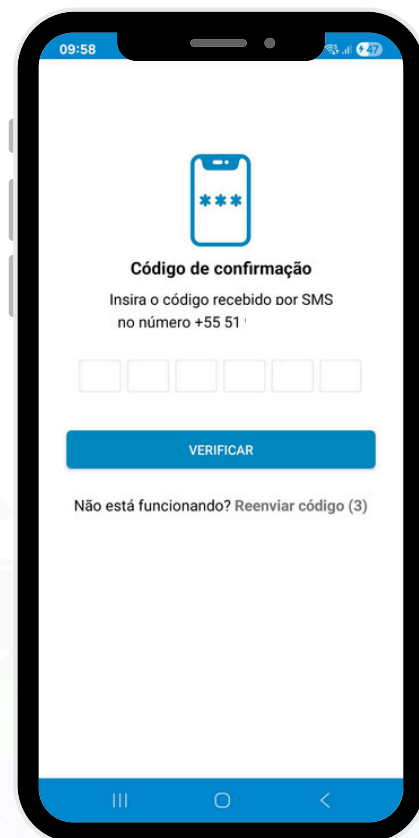 09:58
47
***
Código de confirmação
Insira o código recebido por SMS
no número +55 51
VERIFICAR
Não está funcionando? Reenviar código (3)